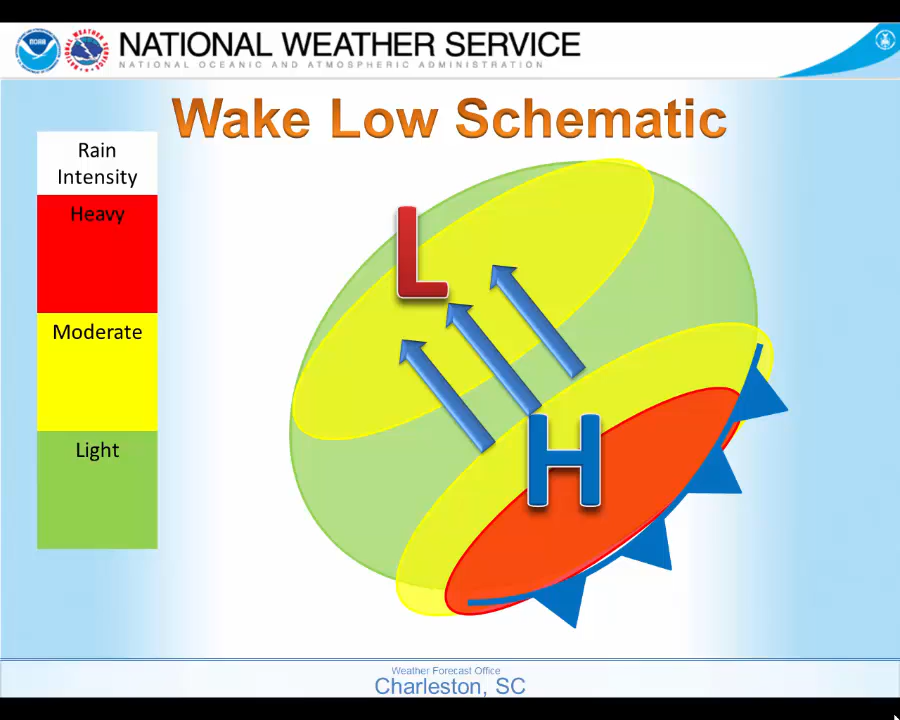 NOAA
NATIONAL WEATHER SERVICE
NATIONAL OCEANIC AND ATMOSPHERIC ADMINISTRATION
Wake Low Schematic
Rain
Intensity
Heavy
Moderate
Light
L
H
Weather Forecast Office
Charleston, SC